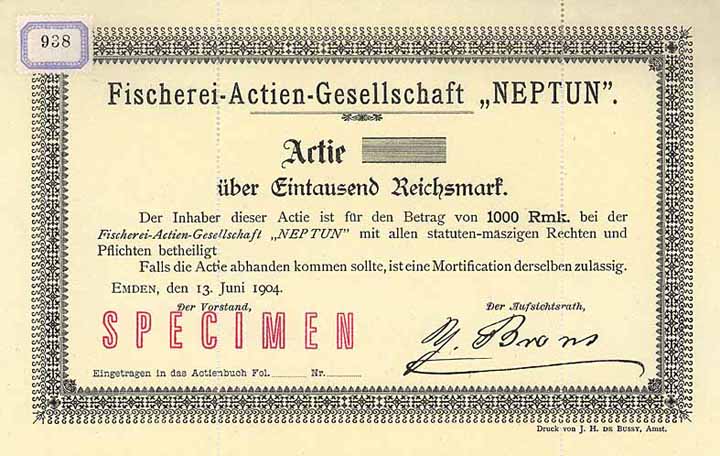 938
Fischerei-Actien-Gesellschaft „NEPTUN”.
Actie
über Eintausend Reichsmark.
Der Inhaber dieser Actie ist für den Betrag von 1000 Rmk. bei der
Fischerei-Actien-Gesellschaft „NEPTUN” mit allen statuten-mäszigen Rechten und
Pflichten betheiligt
Falls die Actie abhanden kommen sollte, ist eine Mortification derselben zulässig.
EMDEN, den 13. Juni 1904.
Der Vorstand, Der Aufsichtsrath,
SPECIMEN Y. Brons
Eingetragen in das Actienbuch Fol. Nr.
Druck von J. H. DE BUSSY, Amst.